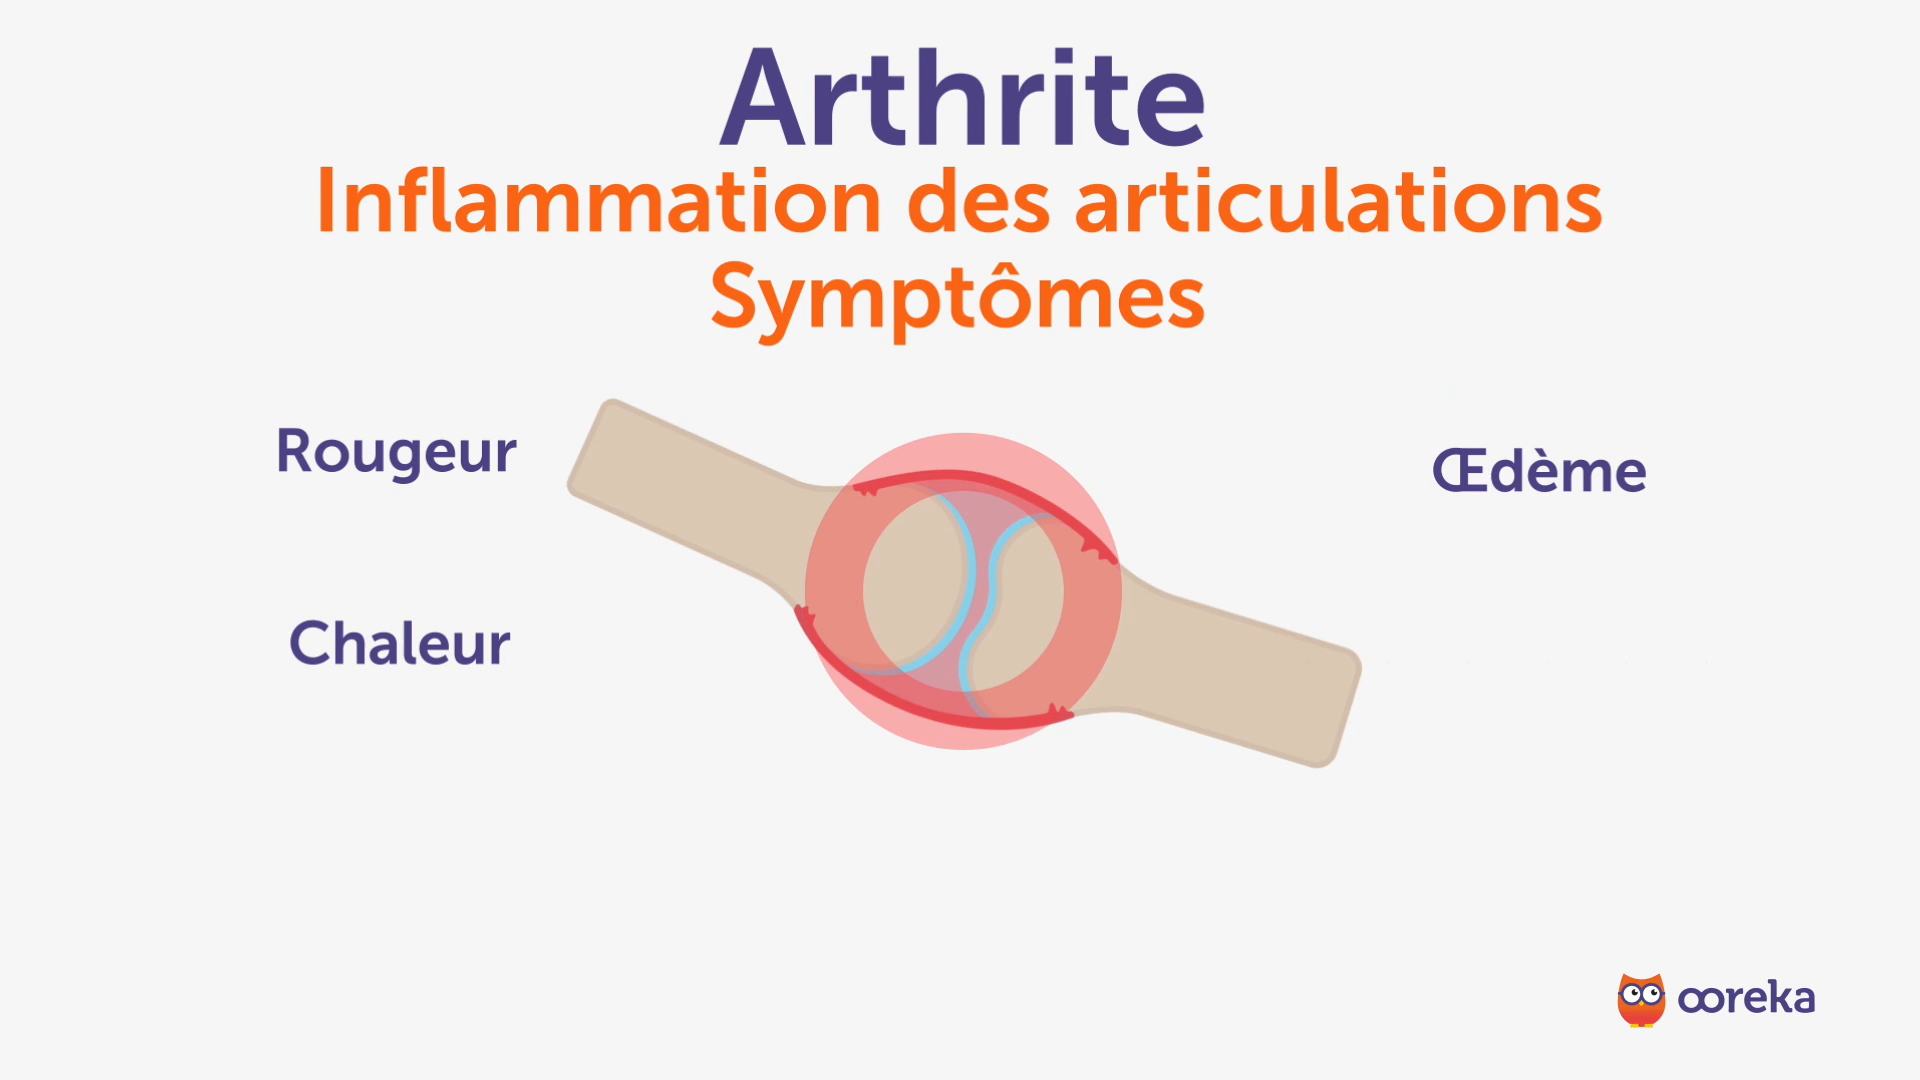 Arthrite
Inflammation des articulations
Symptômes
Rougeur
Œdème
Chaleur
ooreka